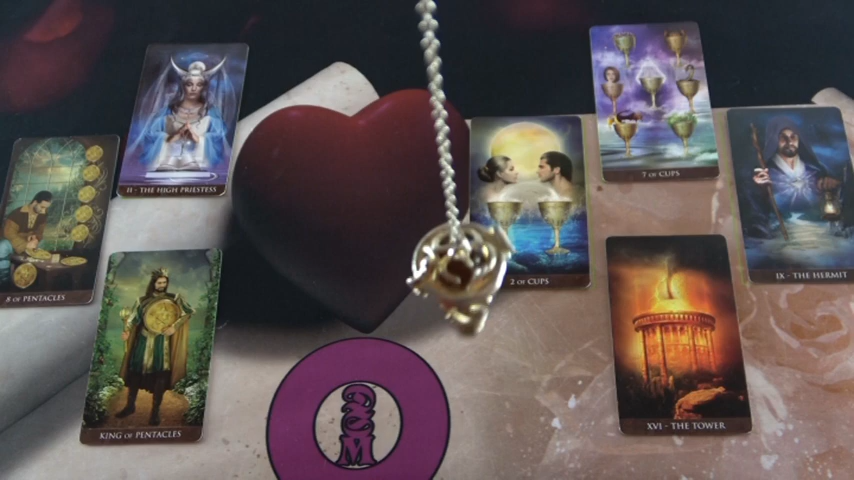 II - THE HIGH PRIESTESS
7 OF CUPS
8 OF PENTACLES
2 OF CUPS
IX - THE HERMIT
KING OF PENTACLES
XVI - THE TOWER